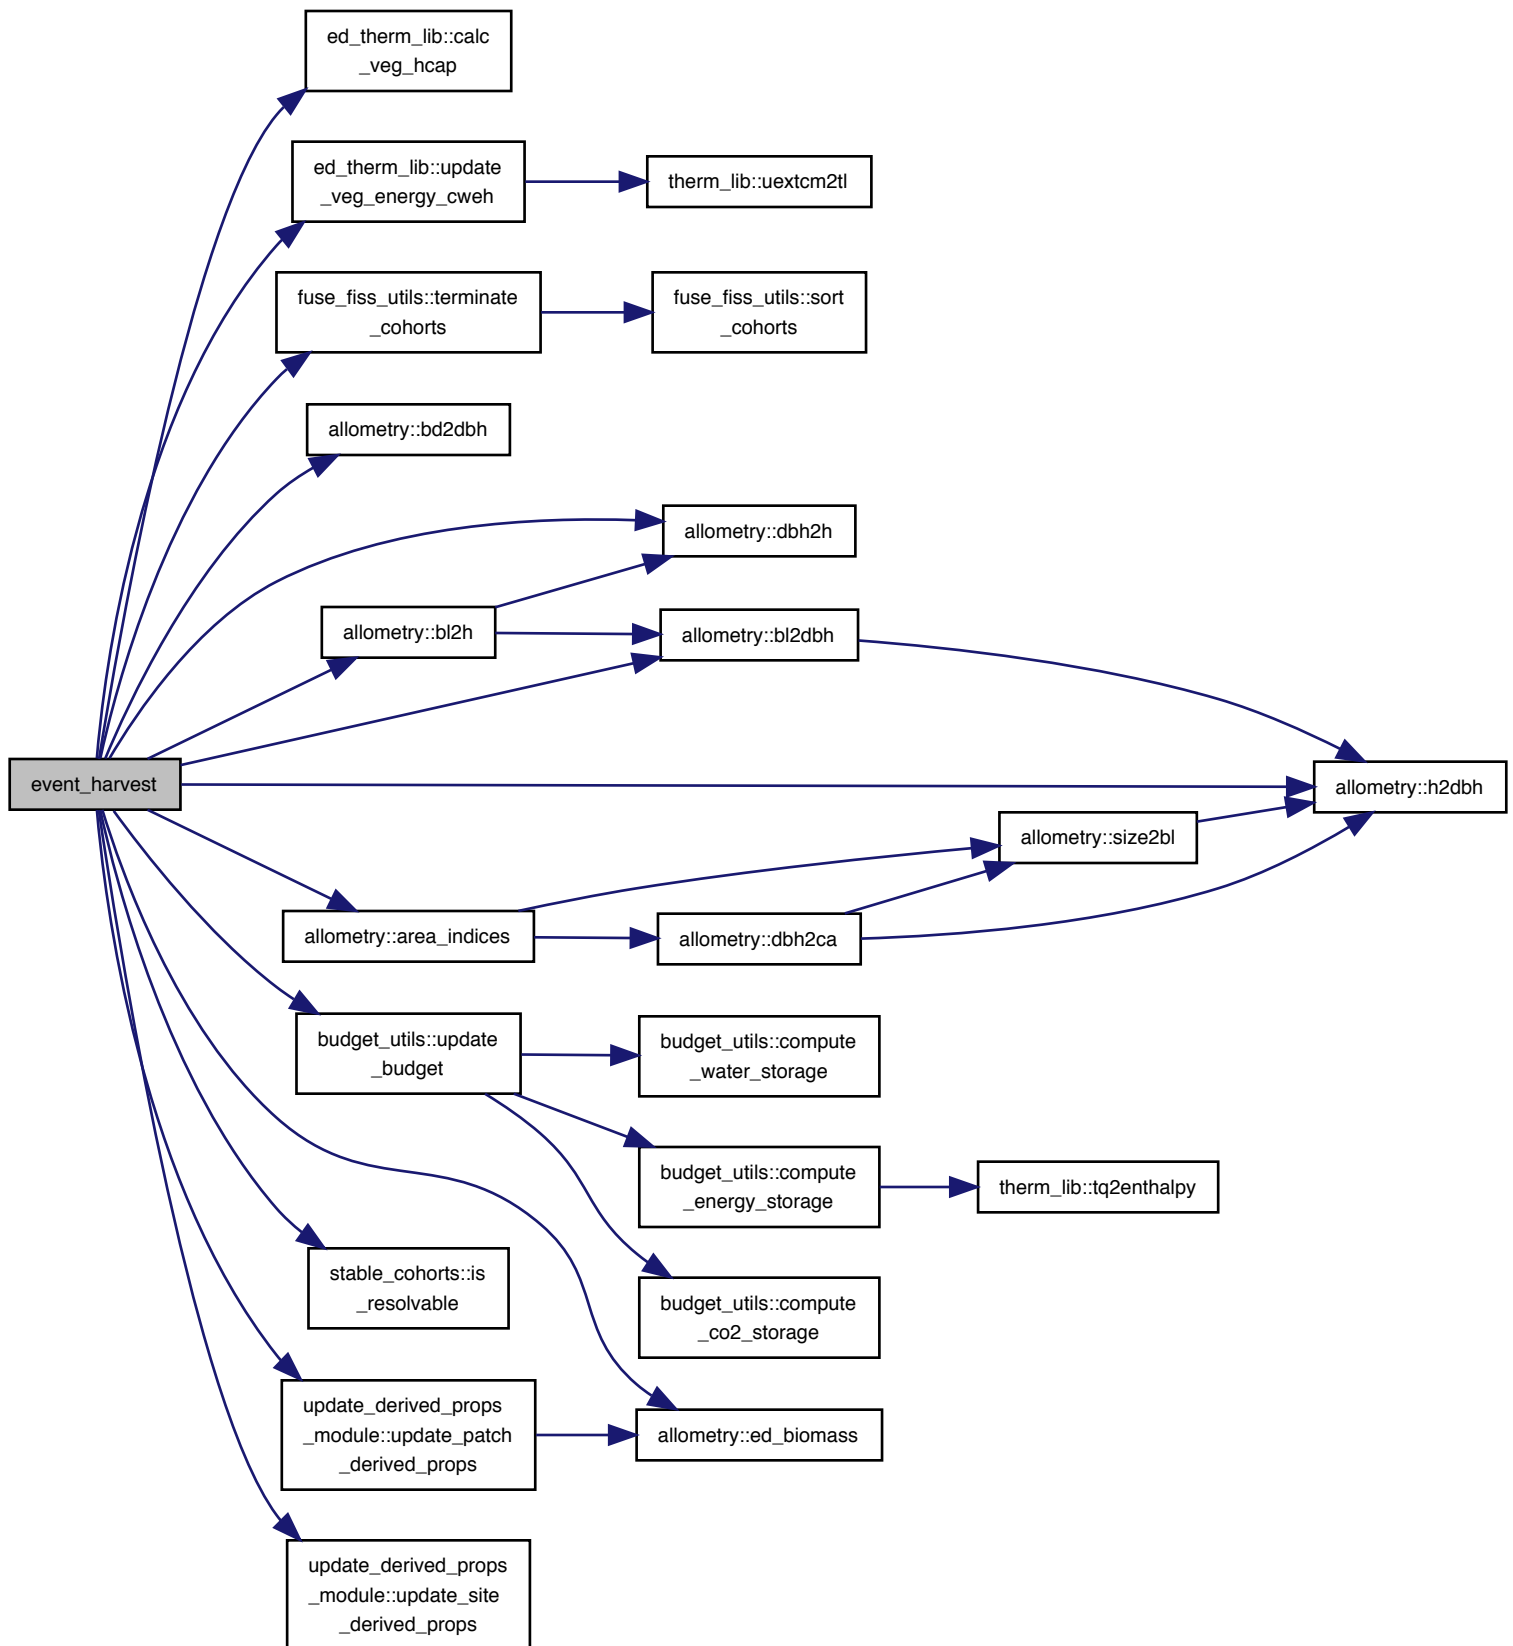 ed_therm_lib::calc
_veg_hcap
ed_therm_lib::update
_veg_energy_cweh
therm_lib::uextcm2tl
fuse_fiss_utils::terminate
_cohorts
fuse_fiss_utils::sort
_cohorts
allometry::bd2dbh
allometry::dbh2h
allometry::bl2h
allometry::bl2dbh
event_harvest
allometry::h2dbh
allometry::size2bl
allometry::area_indices
allometry::dbh2ca
budget_utils::update
_budget
budget_utils::compute
_water_storage
budget_utils::compute
_energy_storage
therm_lib::tq2enthalpy
stable_cohorts::is
_resolvable
budget_utils::compute
_co2_storage
update_derived_props
_module::update_patch
_derived_props
allometry::ed_biomass
update_derived_props
_module::update_site
_derived_props